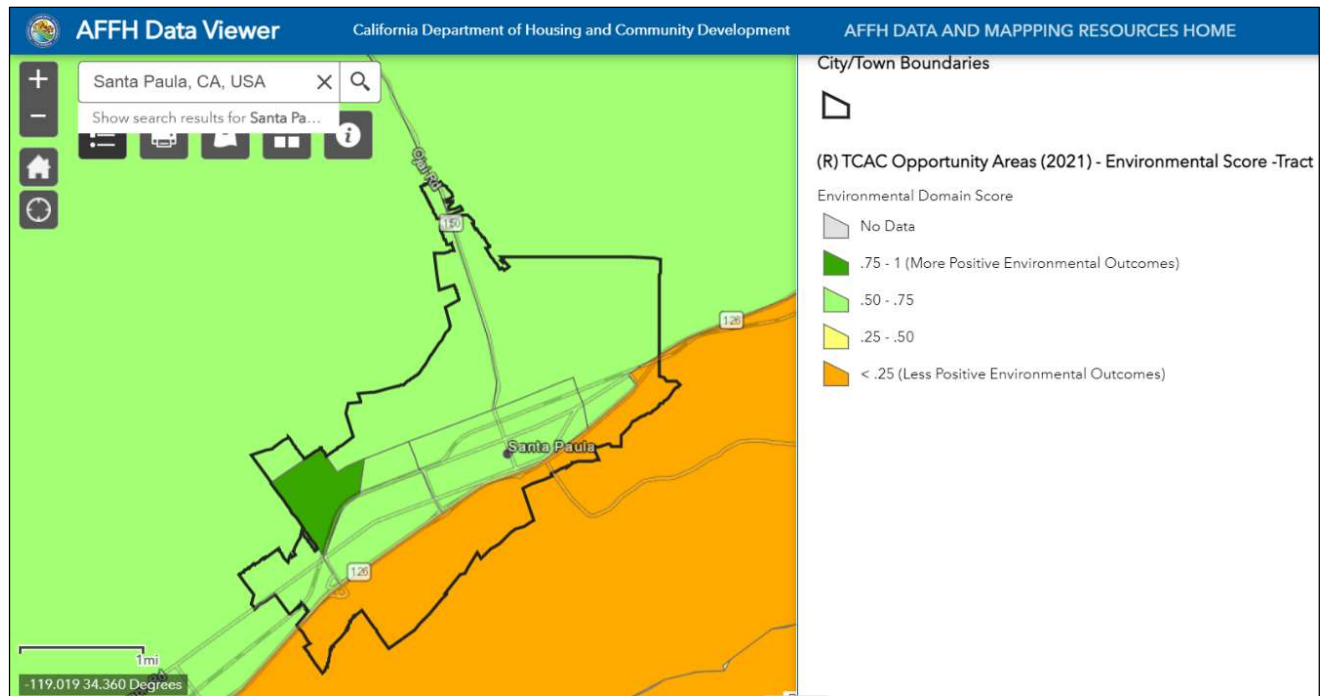 AFFH Data Viewer
California Department of Housing and Community Development
AFFH DATA AND MAPPPING RESOURCES HOME
+
−
Santa Paula, CA, USA
Show search results for Santa Pa...
Ojai Rd
150
126
Santa Paula
126
1mi
-119.019 34.360 Degrees
City/Town Boundaries
(R) TCAC Opportunity Areas (2021) - Environmental Score -Tract
Environmental Domain Score
No Data
.75 - 1 (More Positive Environmental Outcomes)
.50 - .75
.25 - .50
< .25 (Less Positive Environmental Outcomes)